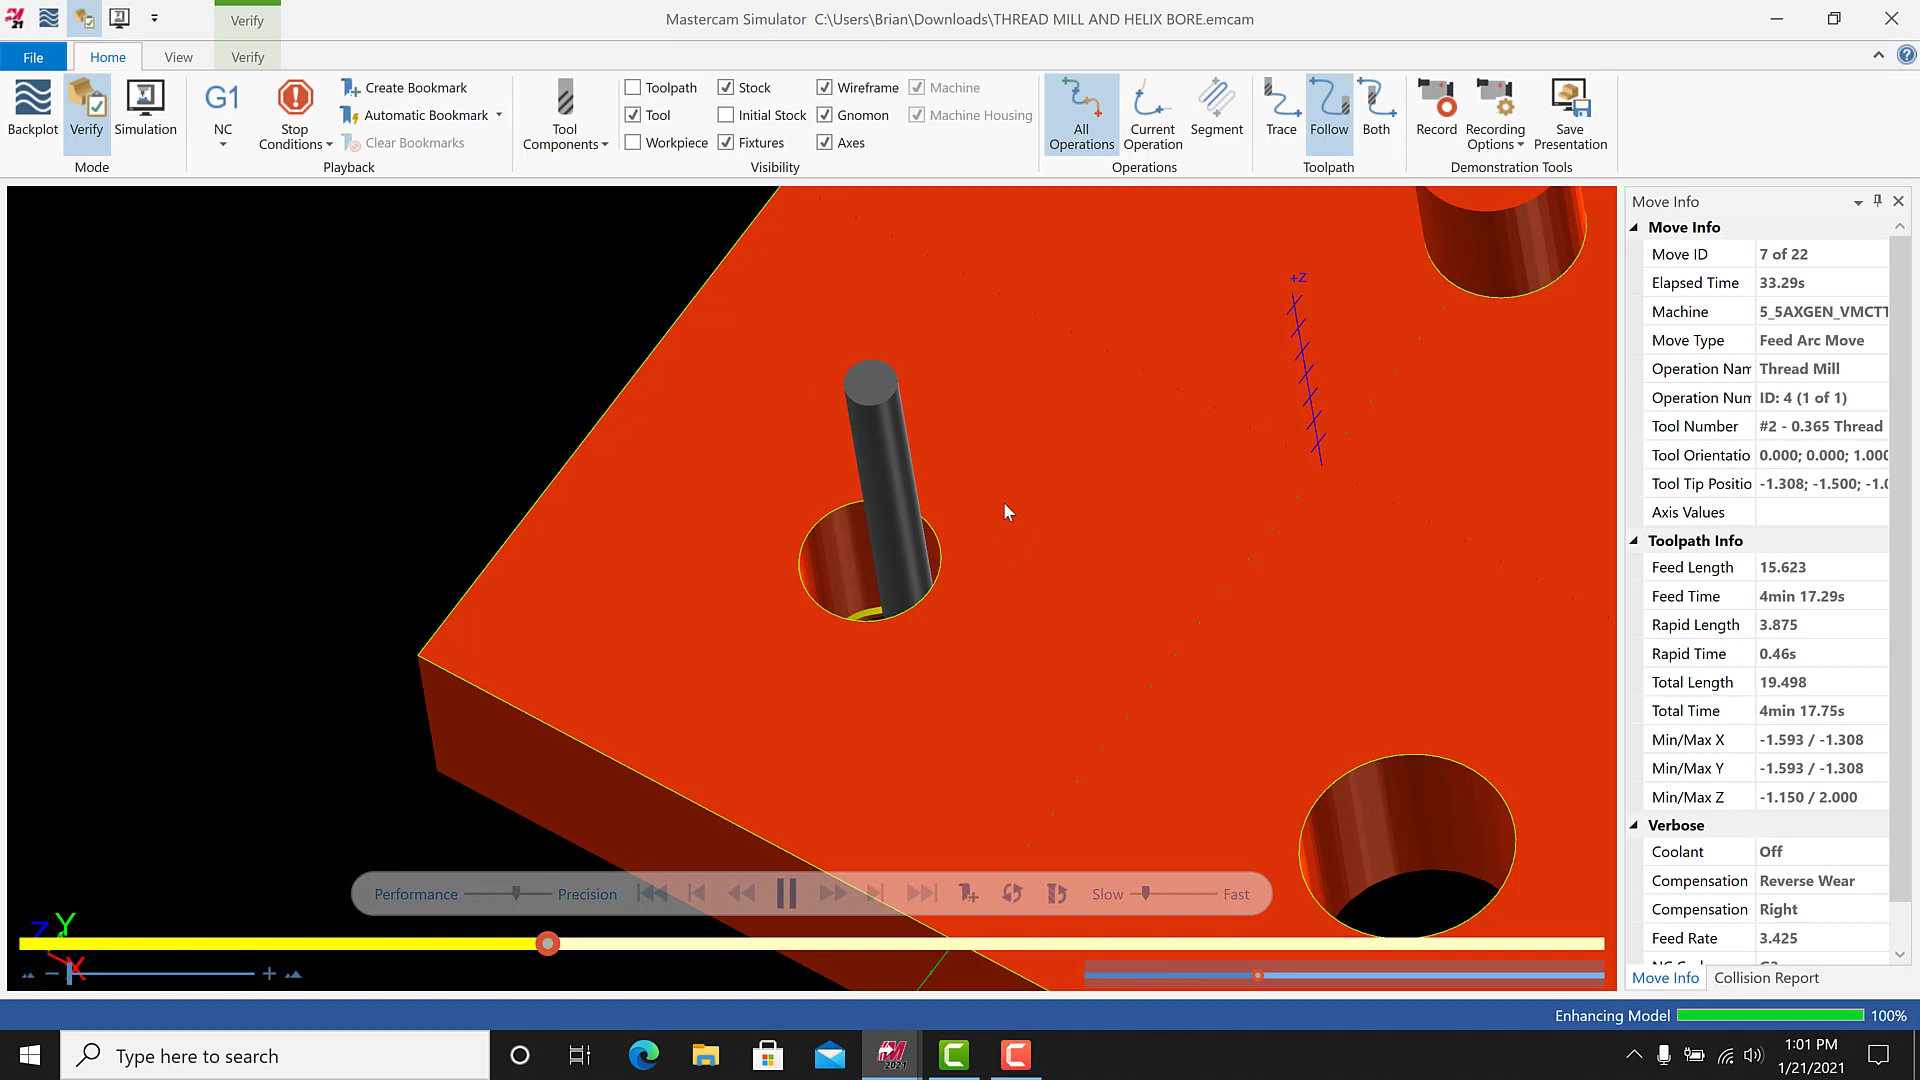 Verify
Mastercam Simulator C:\Users\Brian\Downloads\THREAD MILL AND HELIX BORE.emcam
File
Home
View
Verify
Backplot
Verify
Simulation
Mode
G1
NC
Stop
Conditions
Create Bookmark
Automatic Bookmark
Clear Bookmarks
Playback
Tool
Components
Toolpath
Tool
Workpiece
Stock
Initial Stock
Fixtures
Wireframe
Gnomon
Axes
Machine
Machine Housing
Visibility
All
Operations
Current
Operation
Segment
Operations
Trace
Follow
Both
Toolpath
Record
Recording
Options
Save
Presentation
Demonstration Tools
+Z
Move Info
Move Info
Move ID 7 of 22
Elapsed Time 33.29s
Machine 5_5AXGEN_VMCTT
Move Type Feed Arc Move
Operation Nam Thread Mill
Operation Num ID: 4 (1 of 1)
Tool Number #2 - 0.365 Thread
Tool Orientatio 0.000; 0.000; 1.000
Tool Tip Positio -1.308; -1.500; -1.0
Axis Values
Toolpath Info
Feed Length 15.623
Feed Time 4min 17.29s
Rapid Length 3.875
Rapid Time 0.46s
Total Length 19.498
Total Time 4min 17.75s
Min/Max X -1.593 / -1.308
Min/Max Y -1.593 / -1.308
Min/Max Z -1.150 / 2.000
Verbose
Coolant Off
Compensation Reverse Wear
Compensation Right
Feed Rate 3.425
Move Info
Collision Report
Performance
Precision
Slow
Fast
Z
Y
X
Enhancing Model 100%
Type here to search
2021
1:01 PM
1/21/2021